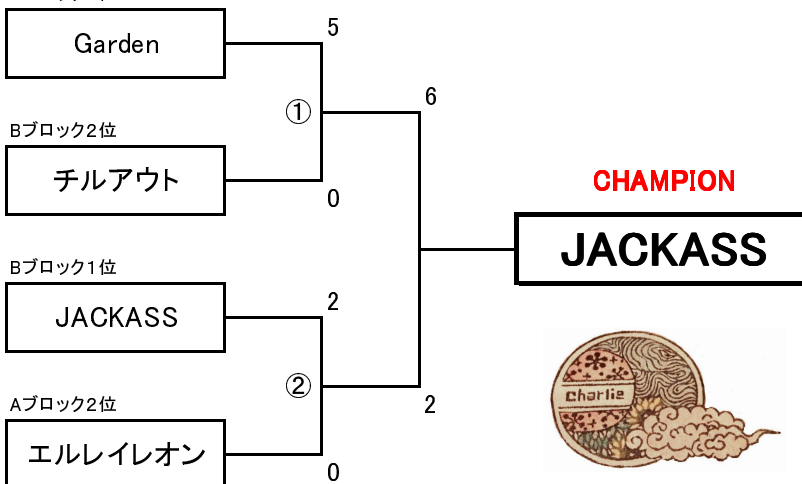 Garden
5
①
6
Bブロック2位
チルアウト
0
CHAMPION
JACKASS
Bブロック1位
JACKASS
2
②
Aブロック2位
2
エルレイレオン
0
Charlie